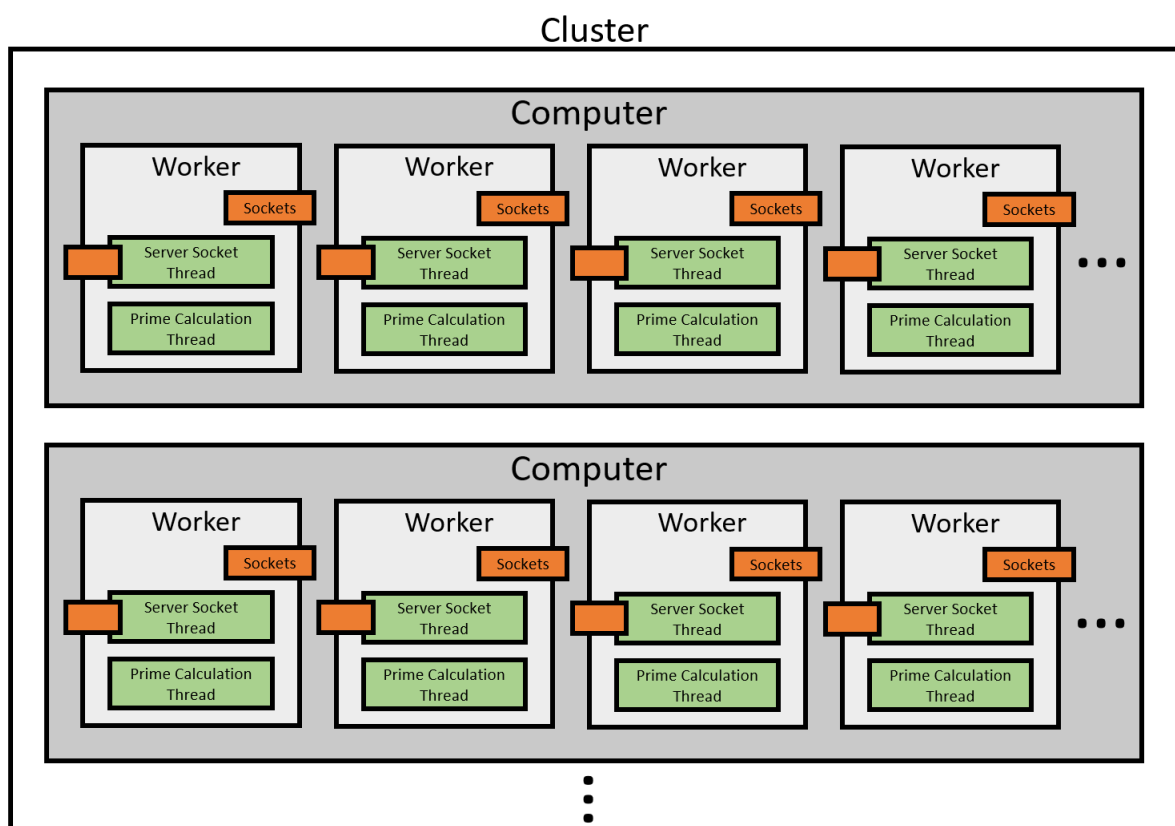 Cluster
Computer
Worker
Sockets
Server Socket
Thread
Prime Calculation
Thread
Worker
Sockets
Server Socket
Thread
Prime Calculation
Thread
Worker
Sockets
Server Socket
Thread
Prime Calculation
Thread
Worker
Sockets
Server Socket
Thread
Prime Calculation
Thread
...
Computer
Worker
Sockets
Server Socket
Thread
Prime Calculation
Thread
Worker
Sockets
Server Socket
Thread
Prime Calculation
Thread
Worker
Sockets
Server Socket
Thread
Prime Calculation
Thread
Worker
Sockets
Server Socket
Thread
Prime Calculation
Thread
...
...